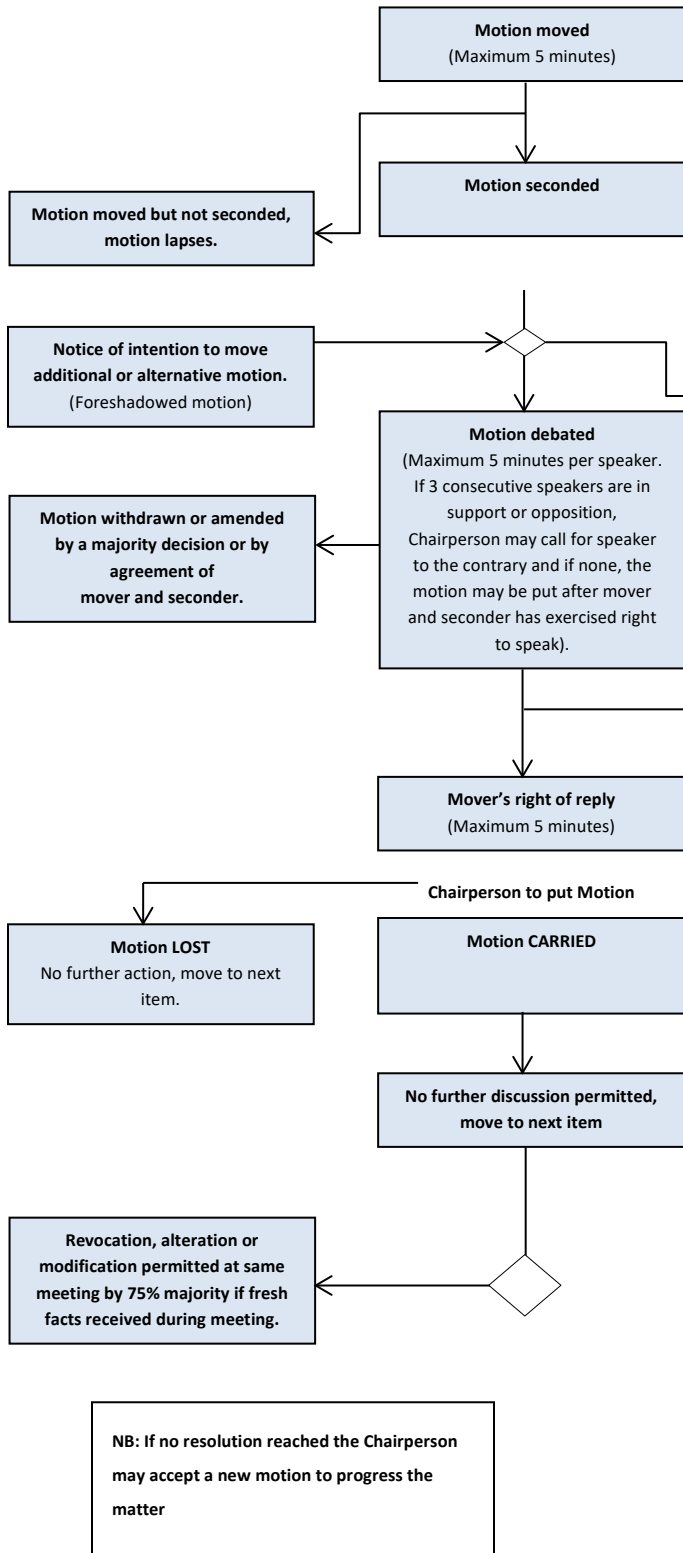 Motion moved
(Maximum 5 minutes)
Motion seconded
Motion moved but not seconded,
motion lapses.
Notice of intention to move
additional or alternative motion.
(Foreshadowed motion)
Motion debated
(Maximum 5 minutes per speaker.
If 3 consecutive speakers are in
support or opposition,
Chairperson may call for speaker
to the contrary and if none, the
motion may be put after mover
and seconder has exercised right
to speak).
Motion withdrawn or amended
by a majority decision or by
agreement of
mover and seconder.
Mover’s right of reply
(Maximum 5 minutes)
Chairperson to put Motion
Motion LOST
No further action, move to next
item.
Motion CARRIED
No further discussion permitted,
move to next item
Revocation, alteration or
modification permitted at same
meeting by 75% majority if fresh
facts received during meeting.
NB: If no resolution reached the Chairperson
may accept a new motion to progress the
matter